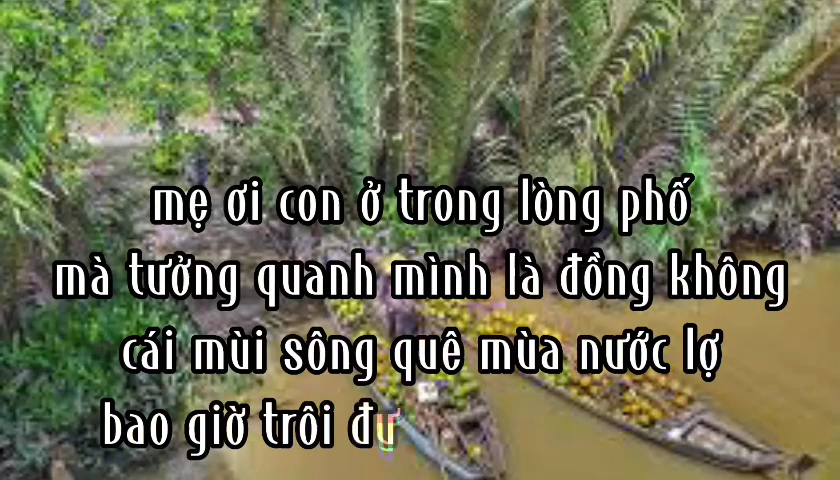 mẹ ơi con ở trong lòng phố
mà tưởng quanh mình là đồng không
cái mùi sông quê mùa nước lợ
bao giờ trôi đự